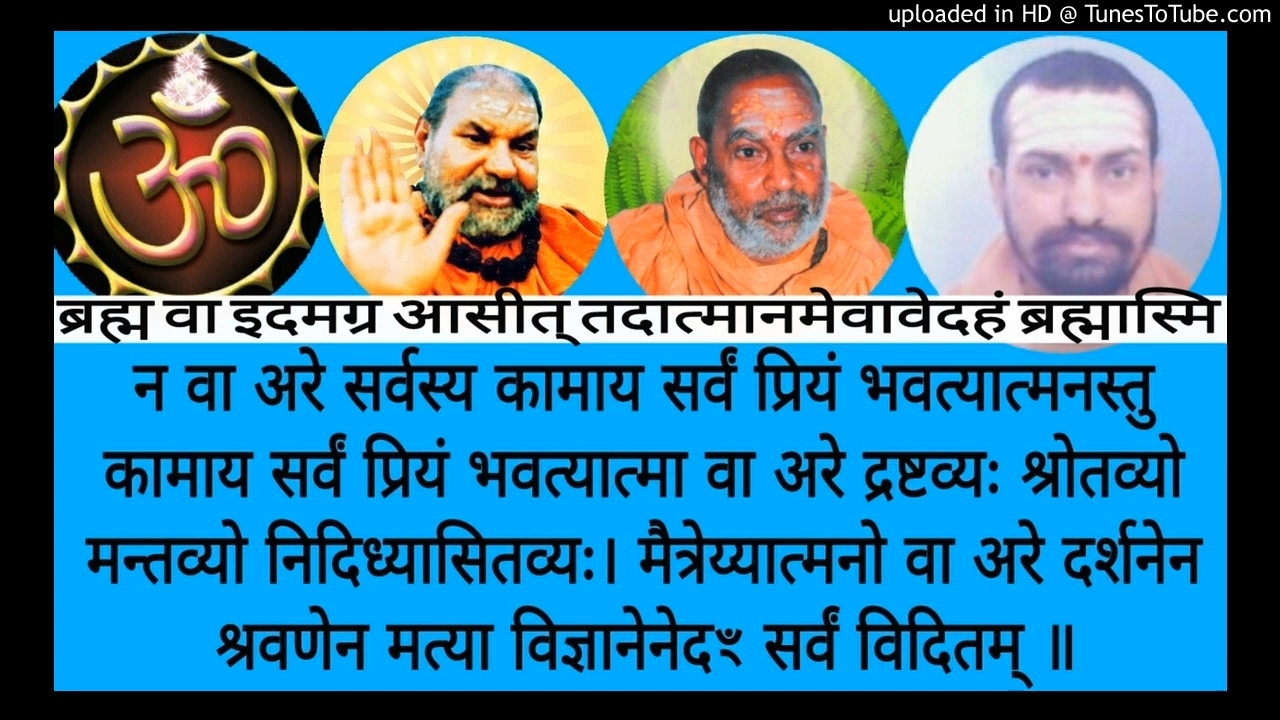 uploaded in HD @ TunesToTube.com
ॐ
ब्रह्म वा इदमग्र आसीत् तदात्मानमेवावेदहं ब्रह्मास्मि
न वा अरे सर्वस्य कामाय सर्वं प्रियं भवत्यात्मनस्तु
कामाय सर्वं प्रियं भवत्यात्मा वा अरे द्रष्टव्यः श्रोतव्यो
मन्तव्यो निदिध्यासितव्यः। मैत्रेय्यात्मनो वा अरे दर्शनेन
श्रवणेन मत्या विज्ञानेनेदꣳ सर्वं विदितम् ॥